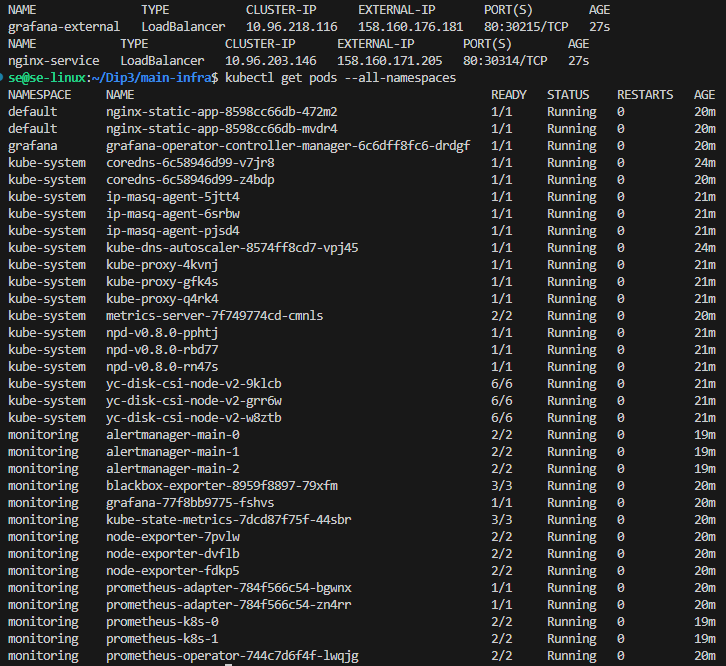 NAME TYPE CLUSTER-IP EXTERNAL-IP PORT(S) AGE
grafana-external LoadBalancer 10.96.218.116 158.160.176.181 80:30215/TCP 27s
NAME TYPE CLUSTER-IP EXTERNAL-IP PORT(S) AGE
nginx-service LoadBalancer 10.96.203.146 158.160.171.205 80:30314/TCP 27s
se@se-linux:~/Dip3/main-infra$ kubectl get pods --all-namespaces
NAMESPACE NAME READY STATUS RESTARTS AGE
default nginx-static-app-8598cc66db-472m2 1/1 Running 0 20m
default nginx-static-app-8598cc66db-mvdr4 1/1 Running 0 20m
grafana grafana-operator-controller-manager-6c6dff8fc6-drdgf 1/1 Running 0 20m
kube-system coredns-6c58946d99-v7jr8 1/1 Running 0 24m
kube-system coredns-6c58946d99-z4bdp 1/1 Running 0 20m
kube-system ip-masq-agent-5jtt4 1/1 Running 0 21m
kube-system ip-masq-agent-6srbw 1/1 Running 0 21m
kube-system ip-masq-agent-pjsd4 1/1 Running 0 21m
kube-system kube-dns-autoscaler-8574ff8cd7-vpj45 1/1 Running 0 24m
kube-system kube-proxy-4kvnj 1/1 Running 0 21m
kube-system kube-proxy-gfk4s 1/1 Running 0 21m
kube-system kube-proxy-q4rk4 1/1 Running 0 21m
kube-system metrics-server-7f749774cd-cmnls 2/2 Running 0 20m
kube-system npd-v0.8.0-pphtj 1/1 Running 0 21m
kube-system npd-v0.8.0-rbd77 1/1 Running 0 21m
kube-system npd-v0.8.0-rn47s 1/1 Running 0 21m
kube-system yc-disk-csi-node-v2-9klcb 6/6 Running 0 21m
kube-system yc-disk-csi-node-v2-grr6w 6/6 Running 0 21m
kube-system yc-disk-csi-node-v2-w8ztb 6/6 Running 0 21m
monitoring alertmanager-main-0 2/2 Running 0 19m
monitoring alertmanager-main-1 2/2 Running 0 19m
monitoring alertmanager-main-2 2/2 Running 0 19m
monitoring blackbox-exporter-8959f8897-79xfm 3/3 Running 0 20m
monitoring grafana-77f8bb9775-fshvs 1/1 Running 0 20m
monitoring kube-state-metrics-7dcd87f75f-44sbr 3/3 Running 0 20m
monitoring node-exporter-7pvlw 2/2 Running 0 20m
monitoring node-exporter-dvflb 2/2 Running 0 20m
monitoring node-exporter-fdkp5 2/2 Running 0 20m
monitoring prometheus-adapter-784f566c54-bgwnx 1/1 Running 0 20m
monitoring prometheus-adapter-784f566c54-zn4rr 1/1 Running 0 20m
monitoring prometheus-k8s-0 2/2 Running 0 19m
monitoring prometheus-k8s-1 2/2 Running 0 19m
monitoring prometheus-operator-744c7d6f4f-lwqjg 2/2 Running 0 20m